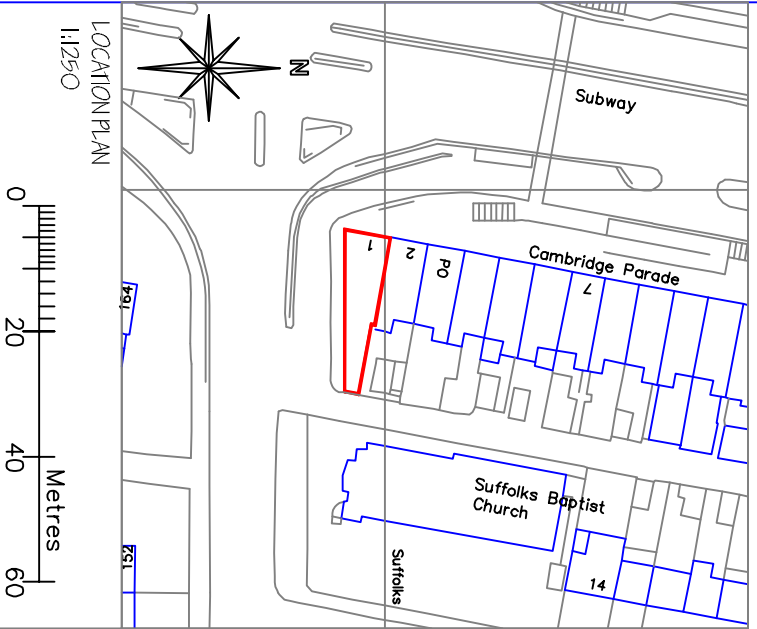 LOCATION PLAN
1:1250
N
0
20
40
60
Metres
Subway
Cambridge Parade
1
2
PO
7
164
152
Suffolks Baptist
Church
Suffolks
14